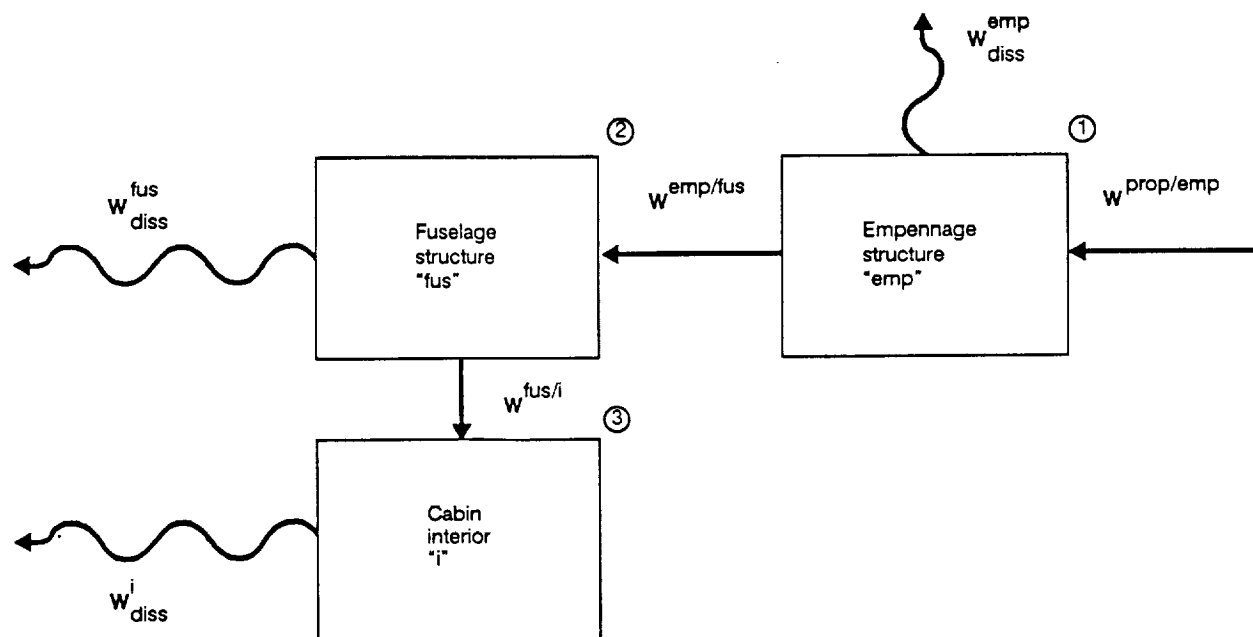 W^emp_diss
②
①
W^fus_diss
W^emp/fus
W^prop/emp
Fuselage
structure
"fus"
Empennage
structure
"emp"
W^fus/i
③
Cabin
interior
"i"
W^i_diss